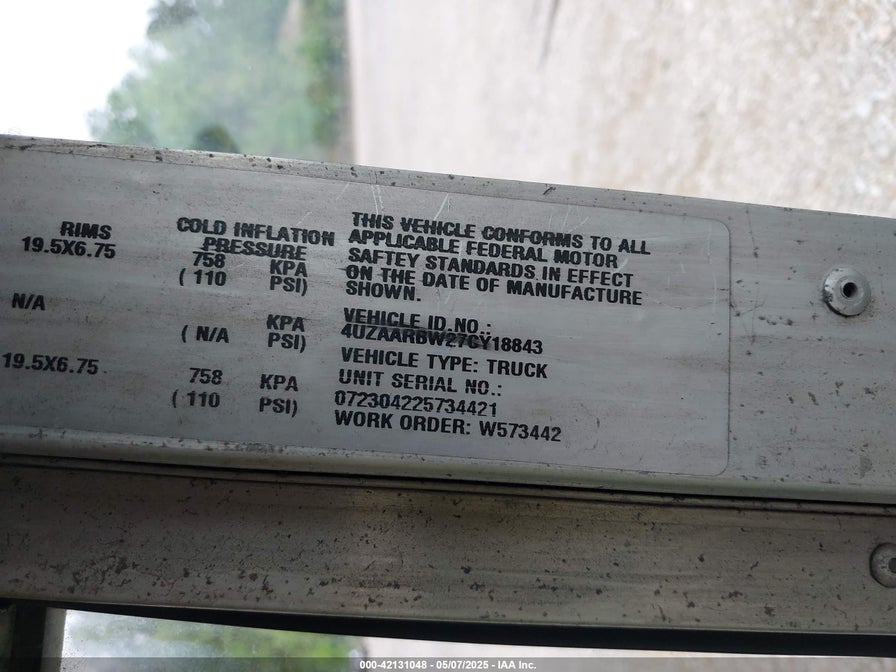 RIMS
19.5X6.75
N/A
19.5X6.75
COLD INFLATION
PRESSURE
758 KPA
( 110 PSI)
KPA
( N/A PSI)
758 KPA
( 110 PSI)
THIS VEHICLE CONFORMS TO ALL
APPLICABLE FEDERAL MOTOR
SAFTEY STANDARDS IN EFFECT
ON THE DATE OF MANUFACTURE
SHOWN.
VEHICLE ID.NO.:
4UZAARBW27CY18843
VEHICLE TYPE: TRUCK
UNIT SERIAL NO.:
072304225734421
WORK ORDER: W573442
000-42131048 | 05/07/2025 - IAA Inc.